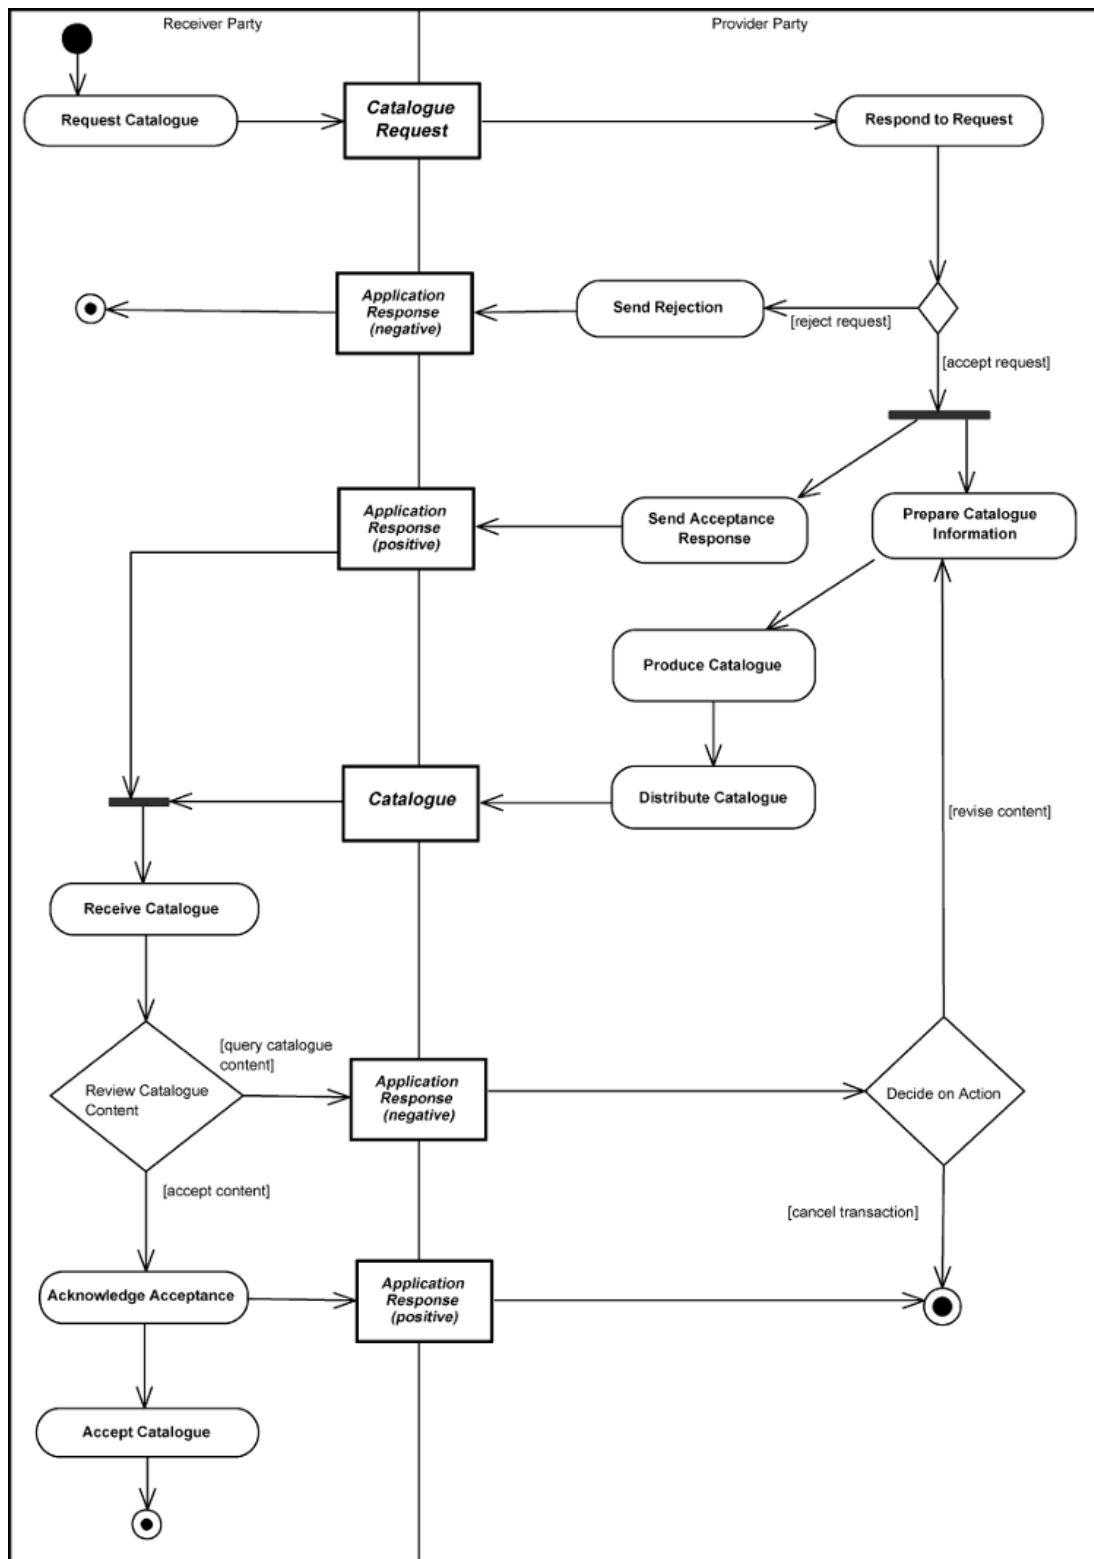 Receiver Party
Provider Party
Request Catalogue
Catalogue
Request
Respond to Request
Application
Response
(negative)
Send Rejection
[reject request]
[accept request]
Application
Response
(positive)
Send Acceptance
Response
Prepare Catalogue
Information
Produce Catalogue
Catalogue
Distribute Catalogue
[revise content]
Receive Catalogue
[query catalogue
content]
Review Catalogue
Content
Application
Response
(negative)
Decide on Action
[accept content]
[cancel transaction]
Acknowledge Acceptance
Application
Response
(positive)
Accept Catalogue